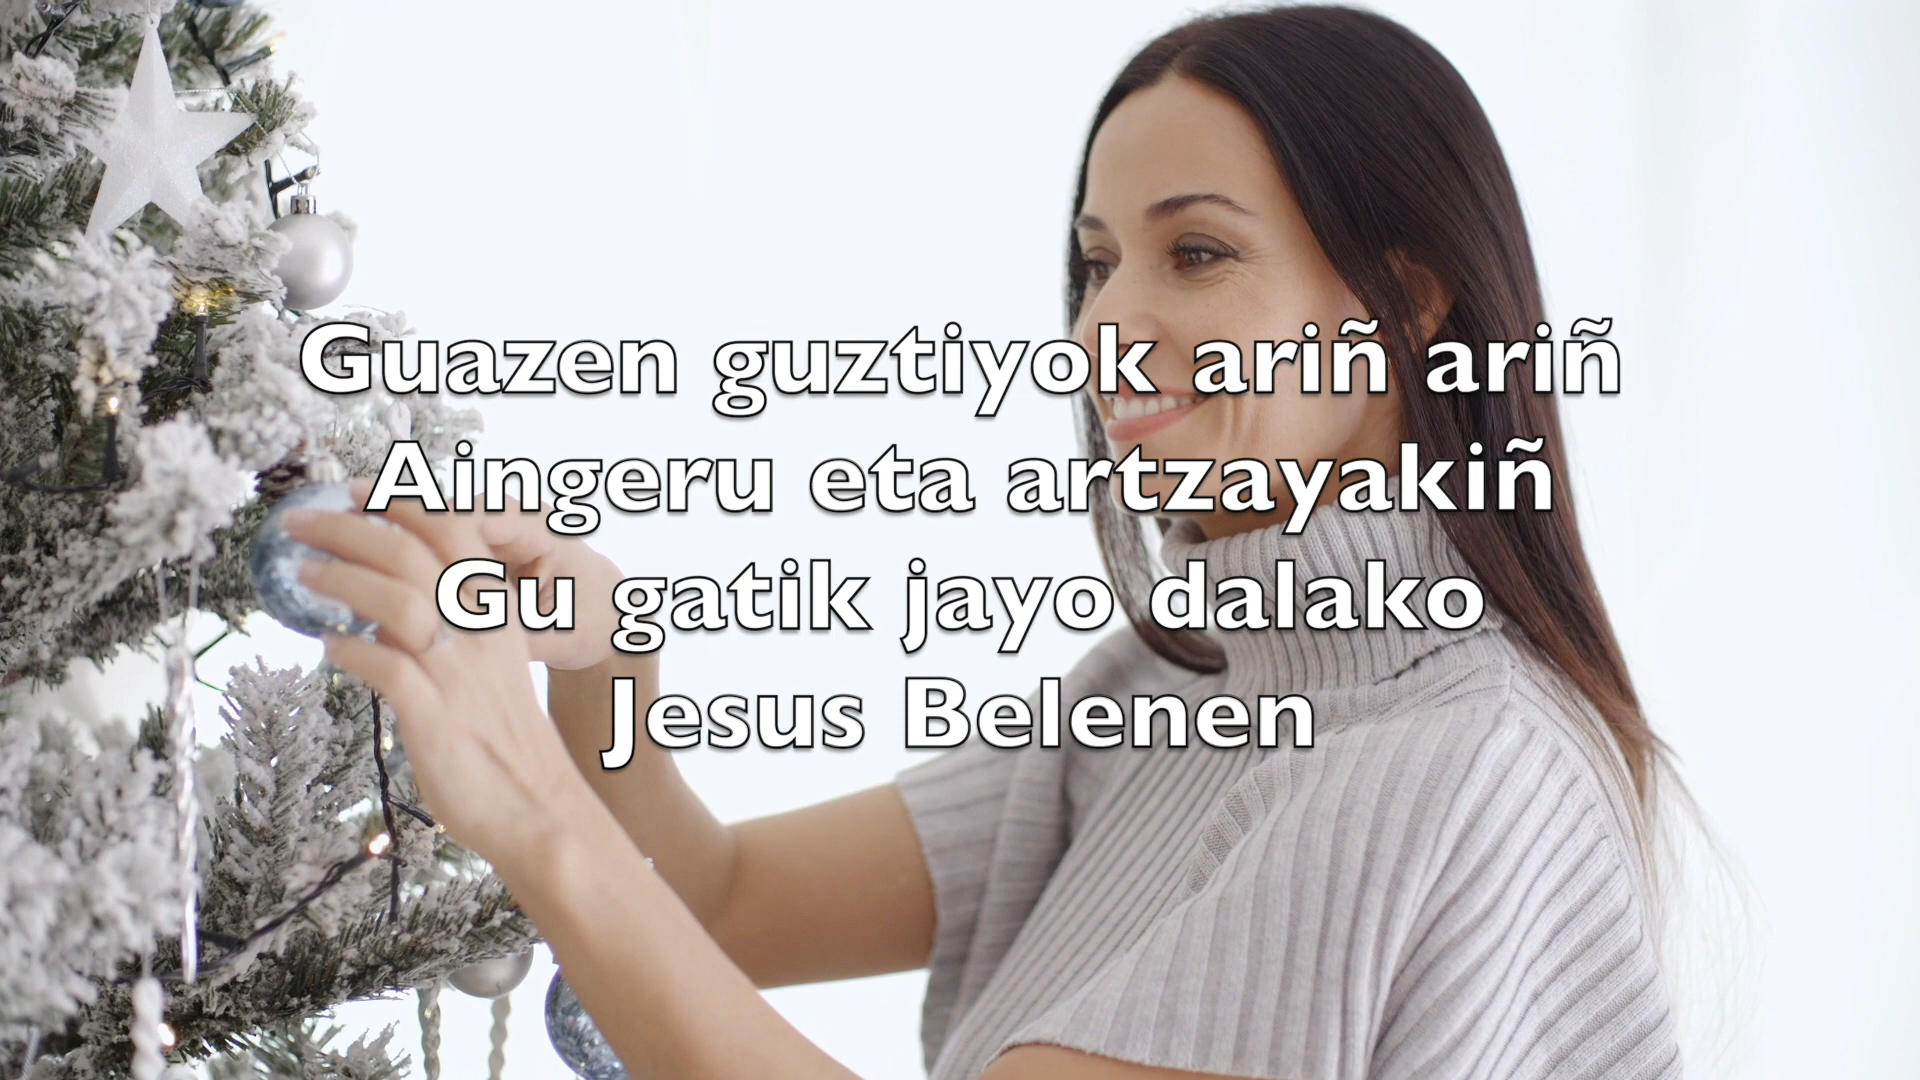 Guazen guztiyok ariñ ariñ
Aingeru eta artzayakiñ
Gu gatik jayo dalako
Jesus Belenen